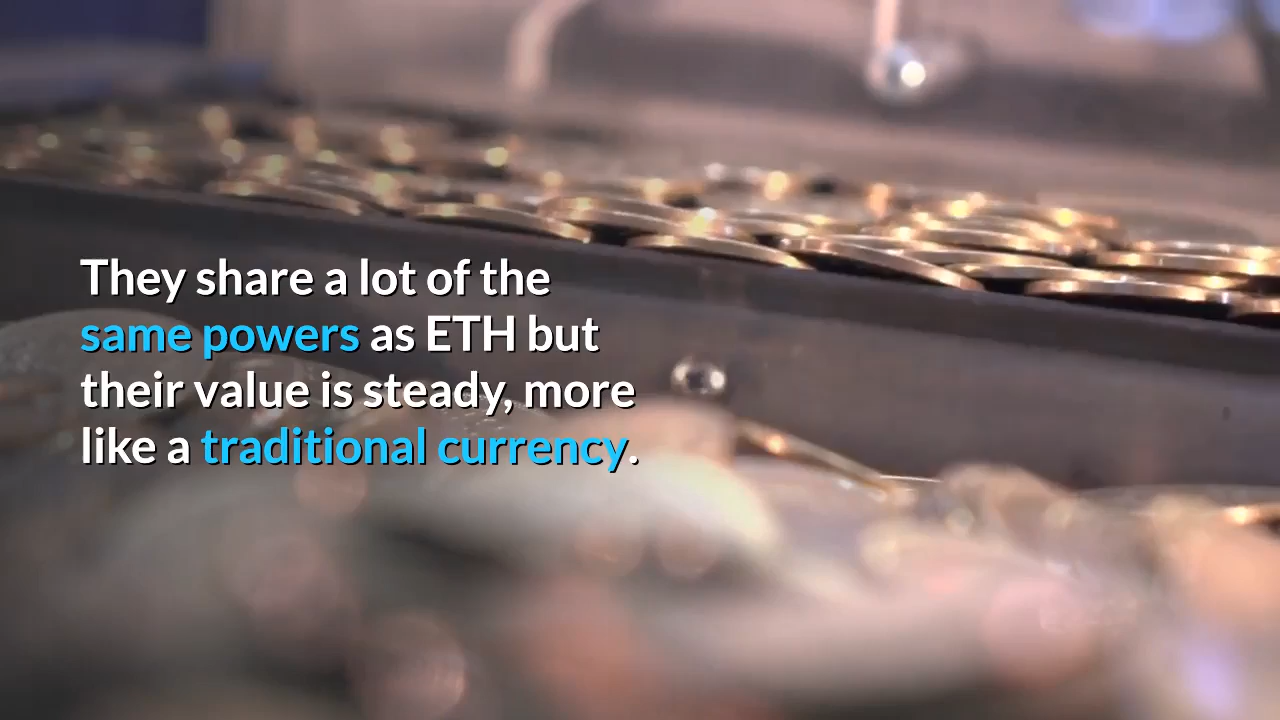 They share a lot of the
same powers as ETH but
their value is steady, more
like a traditional currency.